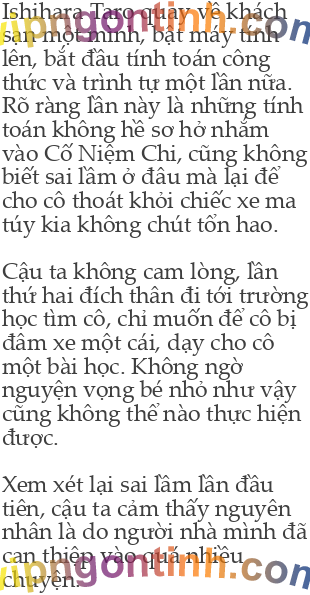 Ishihara Taro quay về khách
sạn một mình, bật máy tính
lên, bắt đầu tính toán công
thức và trình tự một lần nữa.
Rõ ràng lần này là những tính
toán không hề sơ hở nhắm
vào Cố Niệm Chi, cũng không
biết sai lầm ở đâu mà lại để
cho cô thoát khỏi chiếc xe ma
túy kia không chút tổn hao.
Cậu ta không cam lòng, lần
thứ hai đích thân đi tới trường
học tìm cô, chỉ muốn để cô bị
đâm xe một cái, dạy cho cô
một bài học. Không ngờ
nguyện vọng bé nhỏ như vậy
cũng không thể nào thực hiện
được.
Xem xét lại sai lầm lần đầu
tiên, cậu ta cảm thấy nguyên
nhân là do người nhà mình đã
can thiệp vào quá nhiều
chuyện.
vipngontinh.com
vipngontinh.com